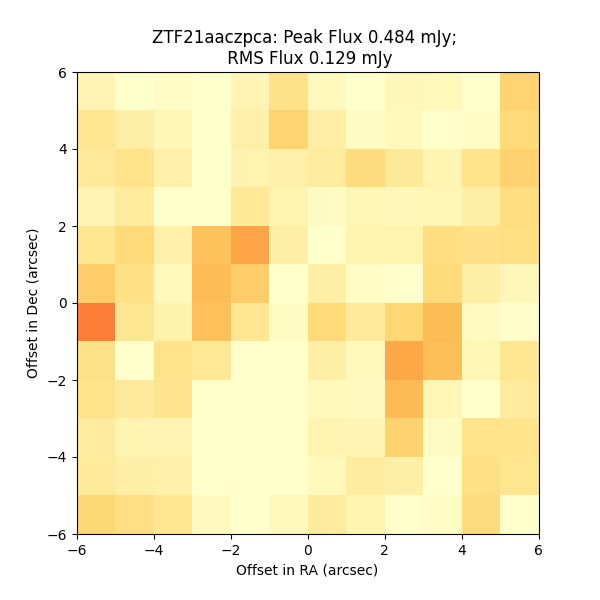 ZTF21aaczpca: Peak Flux 0.484 mJy;
RMS Flux 0.129 mJy
6
4
2
0
−2
−4
−6
Offset in Dec (arcsec)
−6 −4 −2 0 2 4 6
Offset in RA (arcsec)